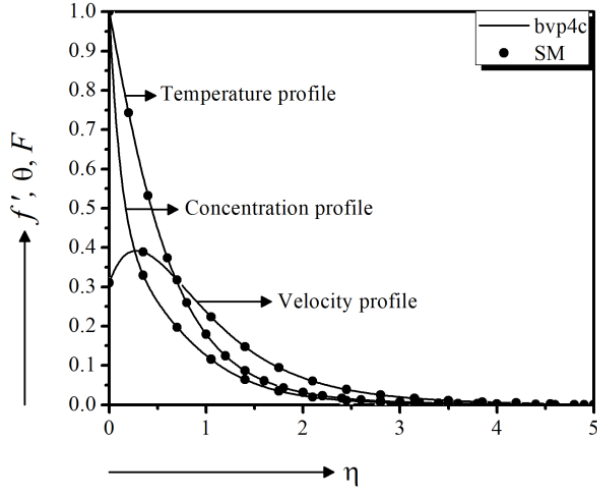 1.0
0.9
0.8
0.7
0.6
0.5
0.4
0.3
0.2
0.1
0.0
f', θ, F
bvp4c
SM
Temperature profile
Concentration profile
Velocity profile
0 1 2 3 4 5
η